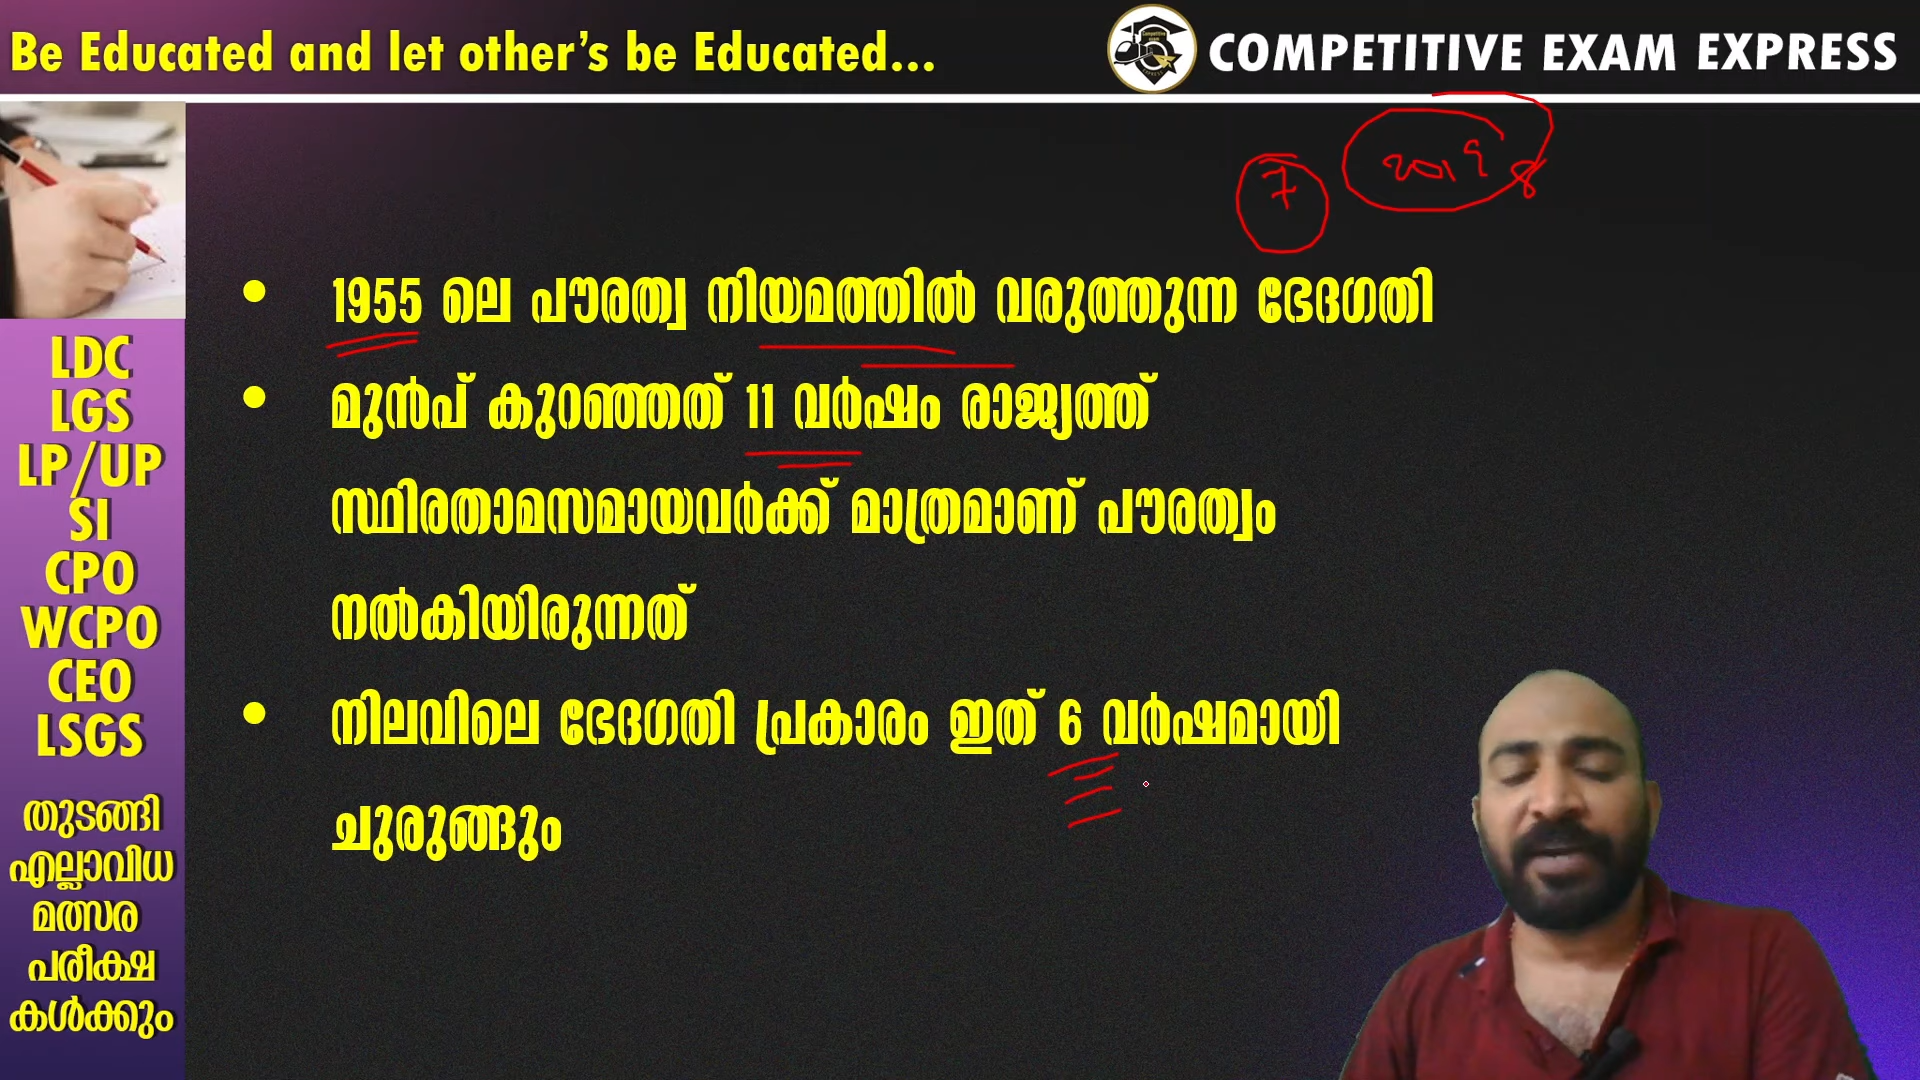 Be Educated and let other's be Educated...
COMPETITIVE EXAM EXPRESS
7
2019
8
• 1955 ലെ പൗരത്വ നിയമത്തിൽ വരുത്തുന്ന ഭേദഗതി
• മുൻപ് കുറഞ്ഞത് 11 വർഷം രാജ്യത്ത്
സ്ഥിരതാമസമായവർക്ക് മാത്രമാണ് പൗരത്വം
നൽകിയിരുന്നത്
• നിലവിലെ ഭേദഗതി പ്രകാരം ഇത് 6 വർഷമായി
ചുരുങ്ങും
LDC
LGS
LP/UP
SI
CPO
WCPO
CEO
LSGS
തുടങ്ങി
എല്ലാവിധ
മത്സര
പരീക്ഷ
കൾക്കും